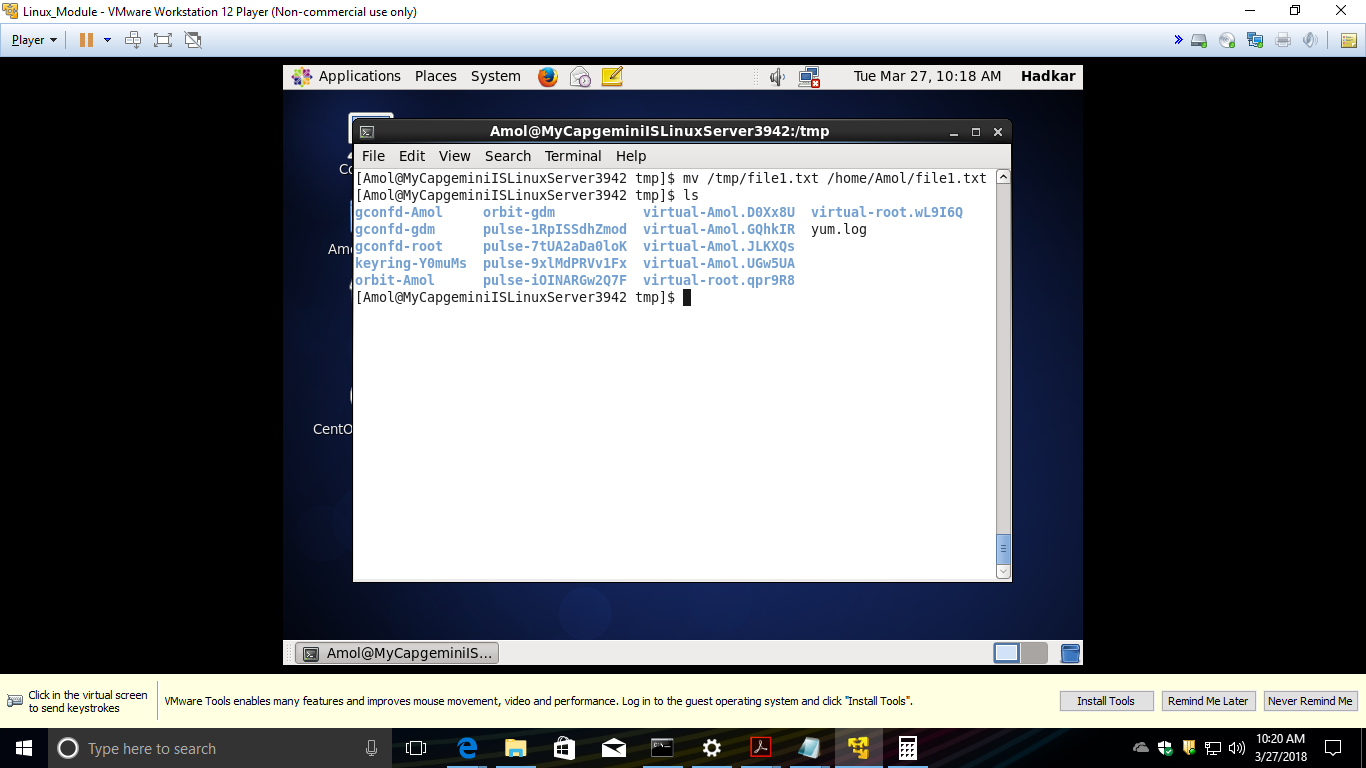 Linux_Module - VMware Workstation 12 Player (Non-commercial use only)
Player
Applications Places System Tue Mar 27, 10:18 AM Hadkar
Amol@MyCapgeminiISLinuxServer3942:/tmp
File Edit View Search Terminal Help
[Amol@MyCapgeminiISLinuxServer3942 tmp]$ mv /tmp/file1.txt /home/Amol/file1.txt
[Amol@MyCapgeminiISLinuxServer3942 tmp]$ ls
gconfd-Amol orbit-gdm virtual-Amol.D0Xx8U virtual-root.wL9I6Q
gconfd-gdm pulse-1RpISSdhZmod virtual-Amol.GQhkIR yum.log
gconfd-root pulse-7tUA2aDa0loK virtual-Amol.JLKXQs
keyring-Y0muMs pulse-9xlMdPRVv1Fx virtual-Amol.UGw5UA
orbit-Amol pulse-iOINARGw2Q7F virtual-root.qpr9R8
[Amol@MyCapgeminiISLinuxServer3942 tmp]$
Co
Amo
CentO
Amol@MyCapgeminiIS...
Click in the virtual screen
to send keystrokes
VMware Tools enables many features and improves mouse movement, video and performance. Log in to the guest operating system and click "Install Tools".
Install Tools Remind Me Later Never Remind Me
Type here to search
10:20 AM
3/27/2018